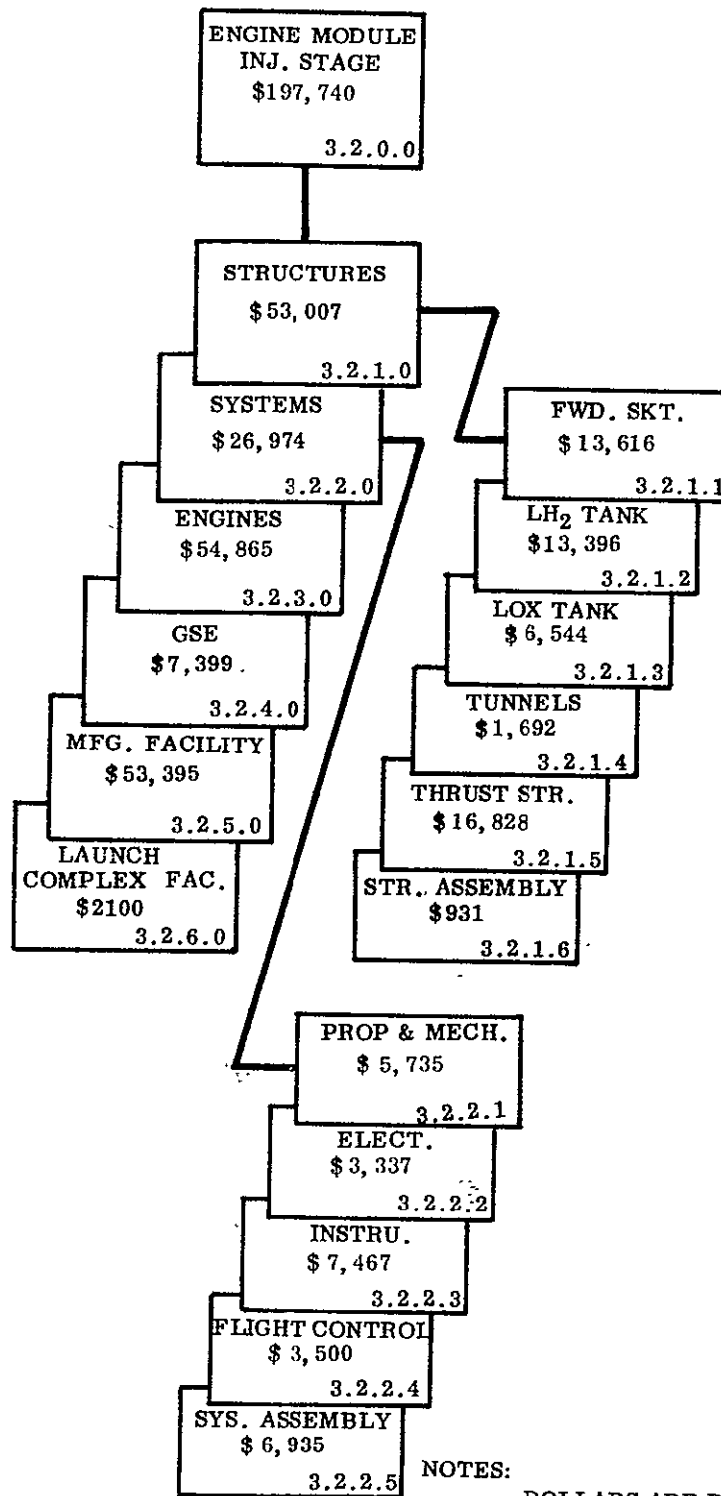 ENGINE MODULE
INJ. STAGE
$197,740
3.2.0.0
STRUCTURES
$53,007
3.2.1.0
SYSTEMS
$26,974
3.2.2.0
ENGINES
$54,865
3.2.3.0
GSE
$7,399
3.2.4.0
MFG. FACILITY
$53,395
3.2.5.0
LAUNCH
COMPLEX FAC.
$2100
3.2.6.0
FWD. SKT.
$13,616
3.2.1.1
LH₂ TANK
$13,396
3.2.1.2
LOX TANK
$6,544
3.2.1.3
TUNNELS
$1,692
3.2.1.4
THRUST STR.
$16,828
3.2.1.5
STR. ASSEMBLY
$931
3.2.1.6
PROP & MECH.
$5,735
3.2.2.1
ELECT.
$3,337
3.2.2.2
INSTRU.
$7,467
3.2.2.3
FLIGHT CONTROL
$3,500
3.2.2.4
SYS. ASSEMBLY
$6,935
3.2.2.5
NOTES: